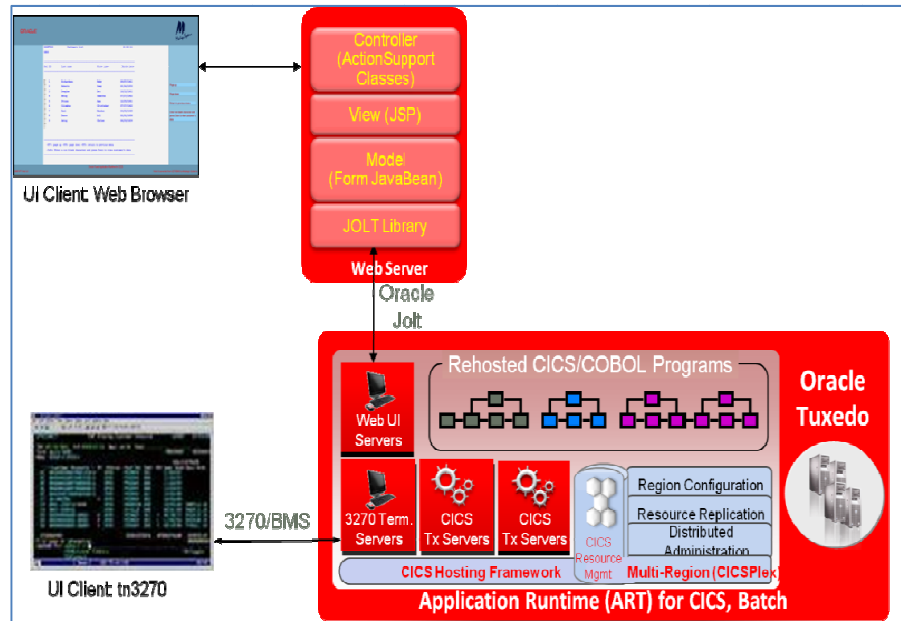 Controller
(ActionSupport
Classes)
View (JSP)
Model
(Form JavaBean)
JOLT Library
Web Server
UI Client: Web Browser
Oracle
Jolt
Rehosted CICS/COBOL Programs
Oracle
Tuxedo
Web UI
Servers
3270/BMS
3270 Term.
Servers
CICS
Tx Servers
CICS
Tx Servers
CICS
Resource
Mgmt
Region Configuration
Resource Replication
Distributed
Administration
CICS Hosting Framework
Multi-Region (CICSPlex)
UI Client: tn3270
Application Runtime (ART) for CICS, Batch